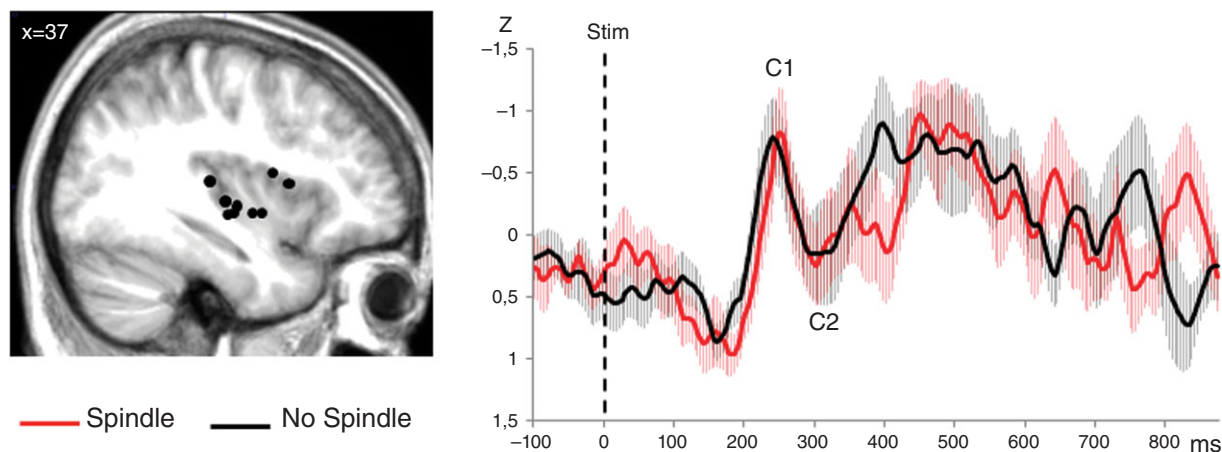 x=37
Spindle
No Spindle
Z
Stim
C1
C2
–1,5
–1
–0,5
0
0,5
1
1,5
–100 0 100 200 300 400 500 600 700 800 ms